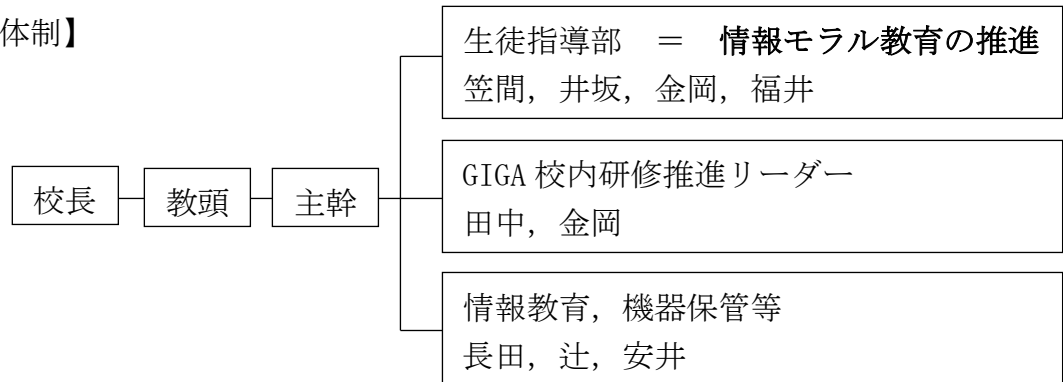 体制】
生徒指導部 = 情報モラル教育の推進
笠間,井坂,金岡,福井
校長
教頭
主幹
GIGA校内研修推進リーダー
田中,金岡
情報教育,機器保管等
長田,辻,安井